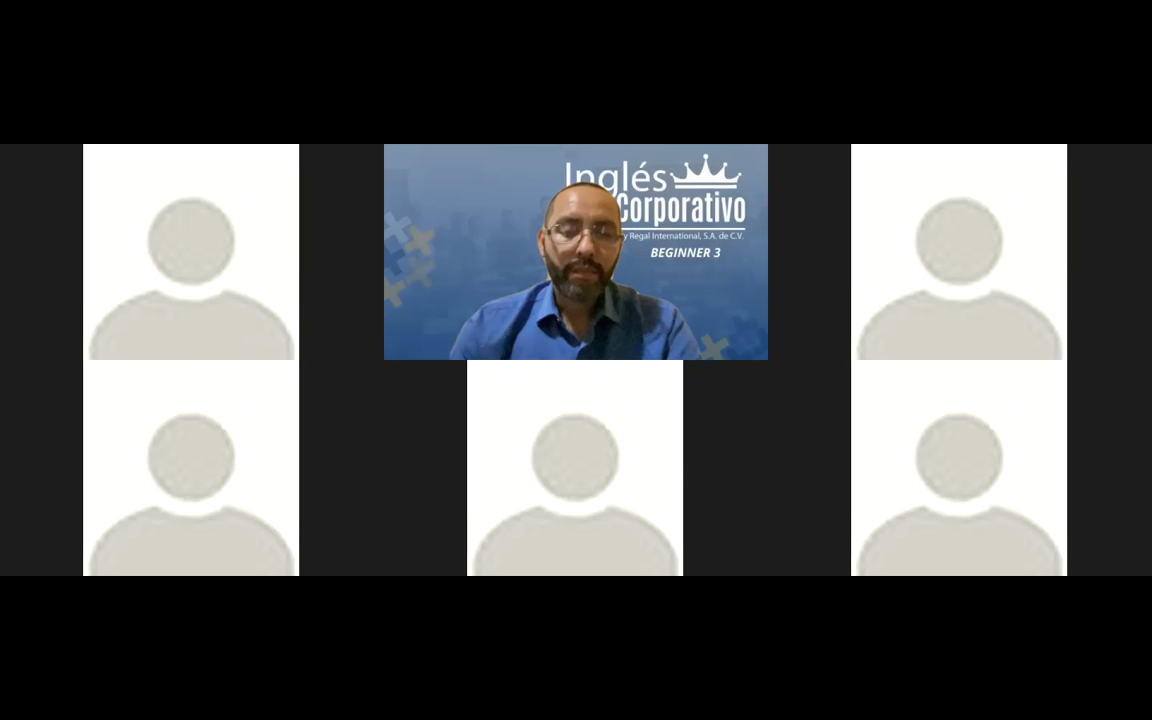 Inglés
Corporativo
y Regal International, S.A. de C.V.
BEGINNER 3